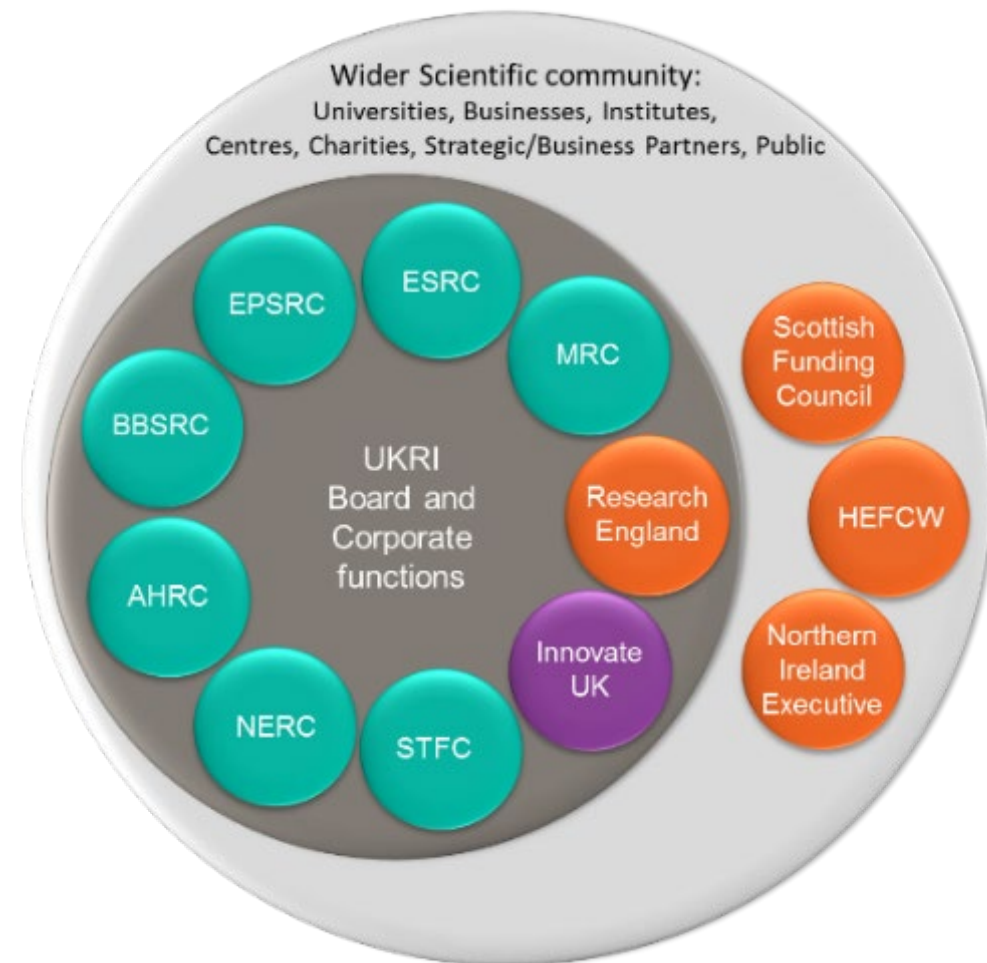 Wider Scientific community:
Universities, Businesses, Institutes,
Centres, Charities, Strategic/Business Partners, Public
ESRC
EPSRC
MRC
BBSRC
AHRC
NERC
STFC
UKRI
Board and
Corporate
functions
Research
England
Innovate
UK
Scottish
Funding
Council
HEFCW
Northern
Ireland
Executive